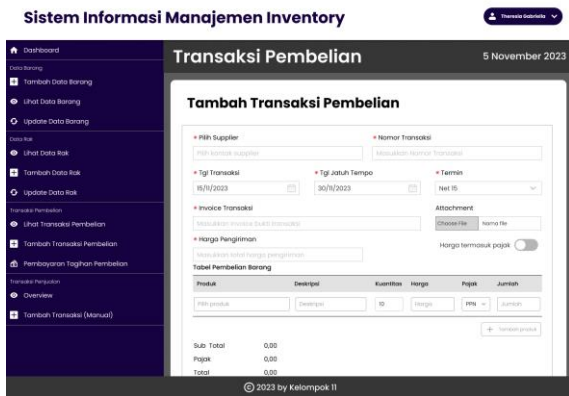 Sistem Informasi Manajemen Inventory
Theresia Gabriella
Dashboard
Data Barang
Tambah Data Barang
Lihat Data Barang
Update Data Barang
Data Rak
Lihat Data Rak
Tambah Data Rak
Update Data Rak
Transaksi Pembelian
Lihat Transaksi Pembelian
Tambah Transaksi Pembelian
Pembayaran Tagihan Pembelian
Transaksi Penjualan
Overview
Tambah Transaksi (Manual)
Transaksi Pembelian
5 November 2023
Tambah Transaksi Pembelian
* Pilih Supplier
* Nomor Transaksi
Pilih kontak supplier
Masukkan Nomor Transaksi
* Tgl Transaksi
* Tgl Jatuh Tempo
* Termin
15/11/2023
30/11/2023
Net 15
* Invoice Transaksi
Attachment
Masukkan Invoice bukti transaksi
Choose File
Nama file
* Harga Pengiriman
Harga termasuk pajak
Masukkan total harga pengiriman
Tabel Pembelian Barang
Produk Deskripsi Kuantitas Harga Pajak Jumlah
Pilih produk Deskripsi 10 Harga PPN Jumlah
+ Tambah produk
Sub Total 0,00
Pajak 0,00
Total 0,00
© 2023 by Kelompok 11